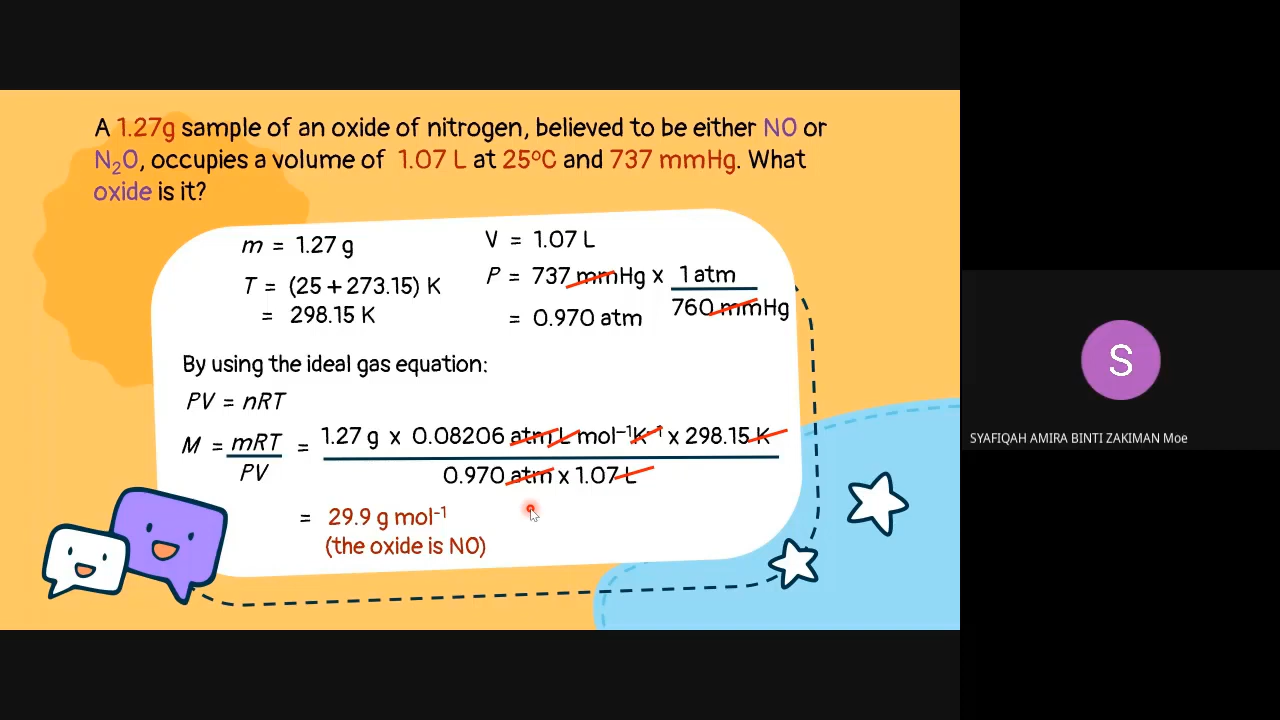 A 1.27g sample of an oxide of nitrogen, believed to be either NO or
N₂O, occupies a volume of 1.07 L at 25°C and 737 mmHg. What
oxide is it?
m = 1.27 g
T = (25 + 273.15) K
= 298.15 K
V = 1.07 L
P = 737 mmHg x 1 atm
760 mmHg
= 0.970 atm
By using the ideal gas equation:
PV = nRT
M = mRT = 1.27 g x 0.08206 atm L mol⁻¹K⁻¹ x 298.15 K
PV 0.970 atm x 1.07 L
= 29.9 g mol⁻¹
(the oxide is NO)
S
SYAFIQAH AMIRA BINTI ZAKIMAN Moe